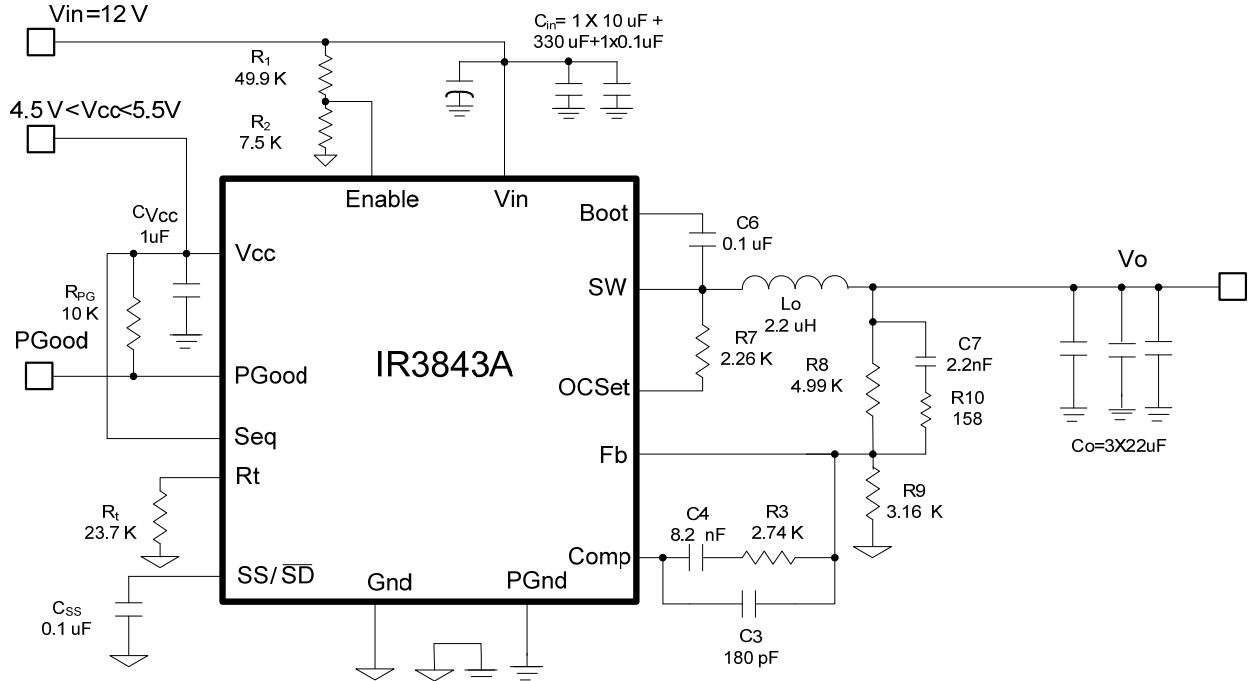 Vin=12 V
Cin= 1 X 10 uF +
330 uF+1x0.1uF
R1
49.9 K
4.5 V<Vcc<5.5V
R2
7.5 K
Enable
Vin
CVcc
1uF
Vcc
Boot
C6
0.1 uF
RPG
10 K
SW
Lo
2.2 uH
Vo
PGood
PGood
IR3843A
R7
2.26 K
R8
4.99 K
C7
2.2nF
OCSet
R10
158
Seq
Fb
Co=3X22uF
Rt
Rt
23.7 K
C4
8.2 nF
R3
2.74 K
R9
3.16 K
Comp
SS/SD
Gnd
PGnd
CSS
0.1 uF
C3
180 pF